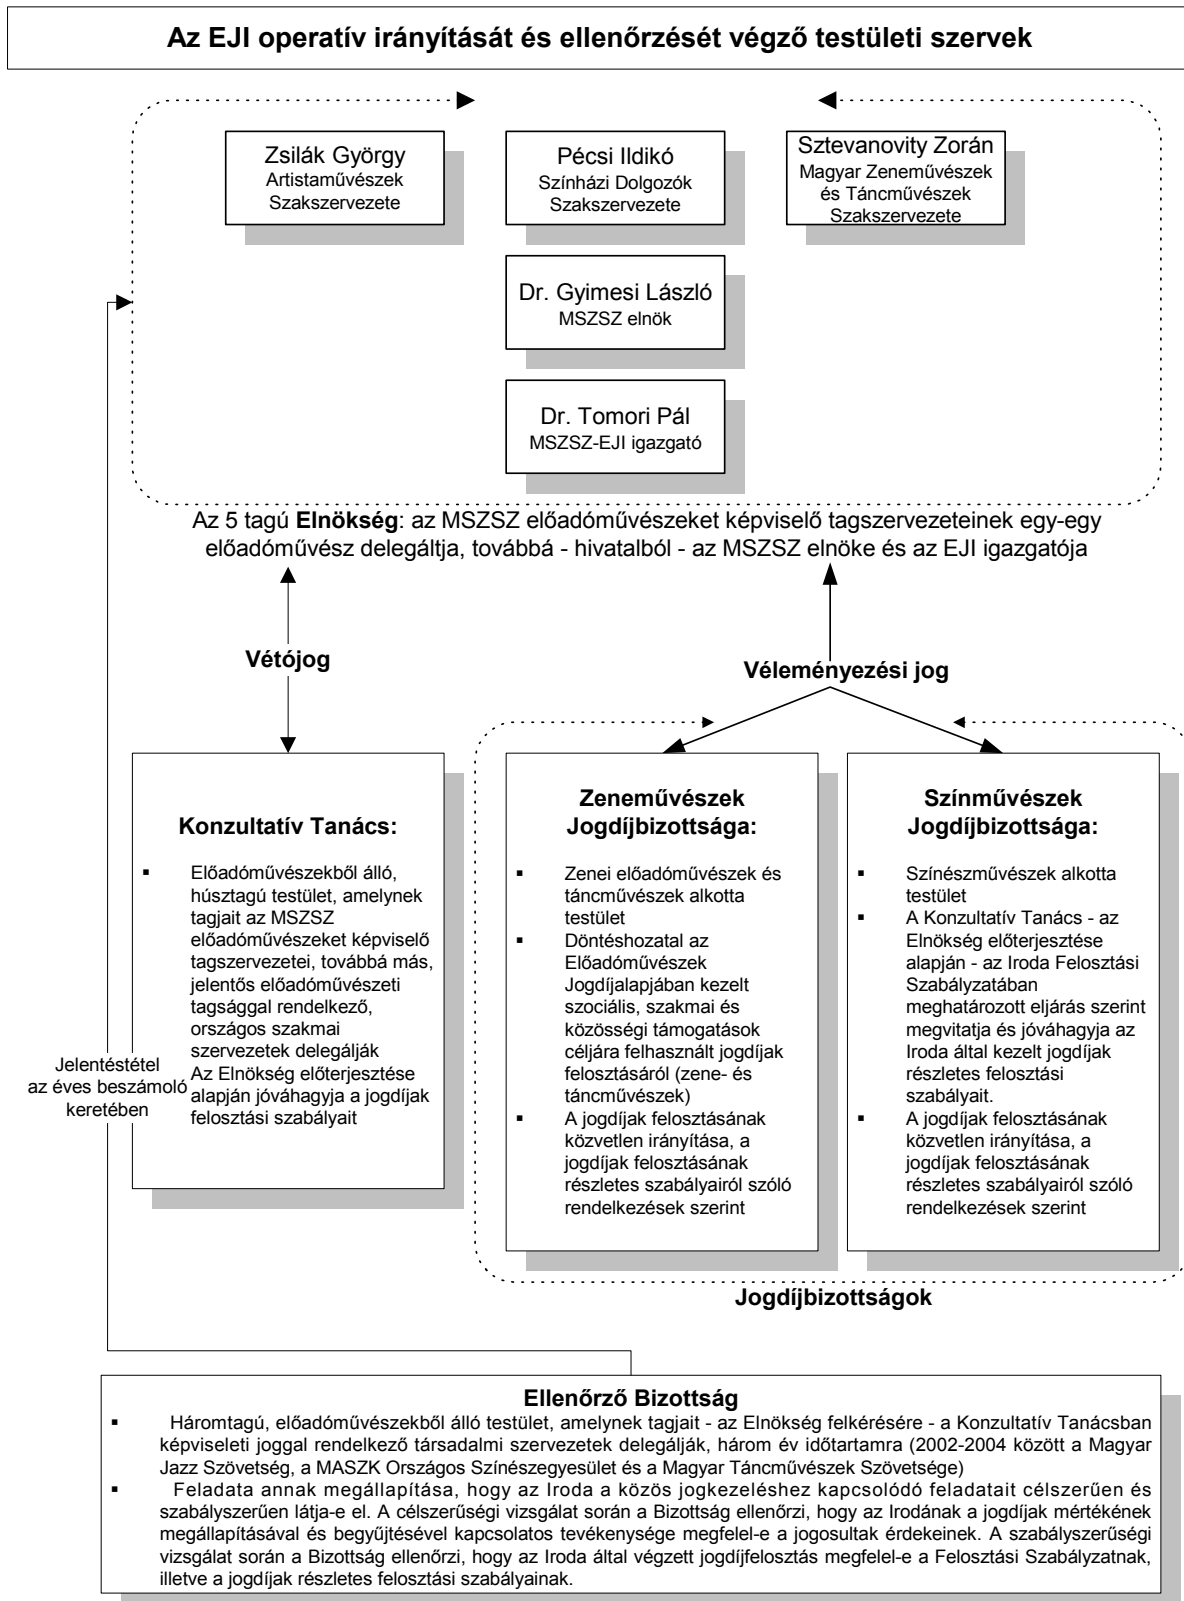 Az EJI operatív irányítását és ellenőrzését végző testületi szervek
Zsilák György
Artistaművészek
Szakszervezete
Pécsi Ildikó
Színházi Dolgozók
Szakszervezete
Sztevanovity Zorán
Magyar Zeneművészek
és Táncművészek
Szakszervezete
Dr. Gyimesi László
MSZSZ elnök
Dr. Tomori Pál
MSZSZ-EJI igazgató
Az 5 tagú Elnökség: az MSZSZ előadóművészeket képviselő tagszervezeteinek egy-egy
előadóművész delegáltja, továbbá - hivatalból - az MSZSZ elnöke és az EJI igazgatója
Vétójog
Véleményezési jog
Konzultatív Tanács:
▪ Előadóművészekből álló,
húsztagú testület, amelynek
tagjait az MSZSZ
előadóművészeket képviselő
tagszervezetei, továbbá más,
jelentős előadóművészeti
tagsággal rendelkező,
országos szakmai
szervezetek delegálják
Az Elnökség előterjesztése
alapján jóváhagyja a jogdíjak
felosztási szabályait
Zeneművészek
Jogdíjbizottsága:
▪ Zenei előadóművészek és
táncművészek alkotta
testület
▪ Döntéshozatal az
Előadóművészek
Jogdíjalapjában kezelt
szociális, szakmai és
közösségi támogatások
céljára felhasznált jogdíjak
felosztásáról (zene- és
táncművészek)
▪ A jogdíjak felosztásának
közvetlen irányítása, a
jogdíjak felosztásának
részletes szabályairól szóló
rendelkezések szerint
Színművészek
Jogdíjbizottsága:
▪ Színészművészek alkotta
testület
▪ A Konzultatív Tanács - az
Elnökség előterjesztése
alapján - az Iroda Felosztási
Szabályzatában
meghatározott eljárás szerint
megvitatja és jóváhagyja az
Iroda által kezelt jogdíjak
részletes felosztási
szabályait.
▪ A jogdíjak felosztásának
közvetlen irányítása, a
jogdíjak felosztásának
részletes szabályairól szóló
rendelkezések szerint
Jelentéstétel
az éves beszámoló
keretében
Jogdíjbizottságok
Ellenőrző Bizottság
▪ Háromtagú, előadóművészekből álló testület, amelynek tagjait - az Elnökség felkérésére - a Konzultatív Tanácsban
képviseleti joggal rendelkező társadalmi szervezetek delegálják, három év időtartamra (2002-2004 között a Magyar
Jazz Szövetség, a MASZK Országos Színészegyesület és a Magyar Táncművészek Szövetsége)
▪ Feladata annak megállapítása, hogy az Iroda a közös jogkezeléshez kapcsolódó feladatait célszerűen és
szabályszerűen látja-e el. A célszerűségi vizsgálat során a Bizottság ellenőrzi, hogy az Irodának a jogdíjak mértékének
megállapításával és begyűjtésével kapcsolatos tevékenysége megfelel-e a jogosultak érdekeinek. A szabályszerűségi
vizsgálat során a Bizottság ellenőrzi, hogy az Iroda által végzett jogdíjfelosztás megfelel-e a Felosztási Szabályzatnak,
illetve a jogdíjak részletes felosztási szabályainak.